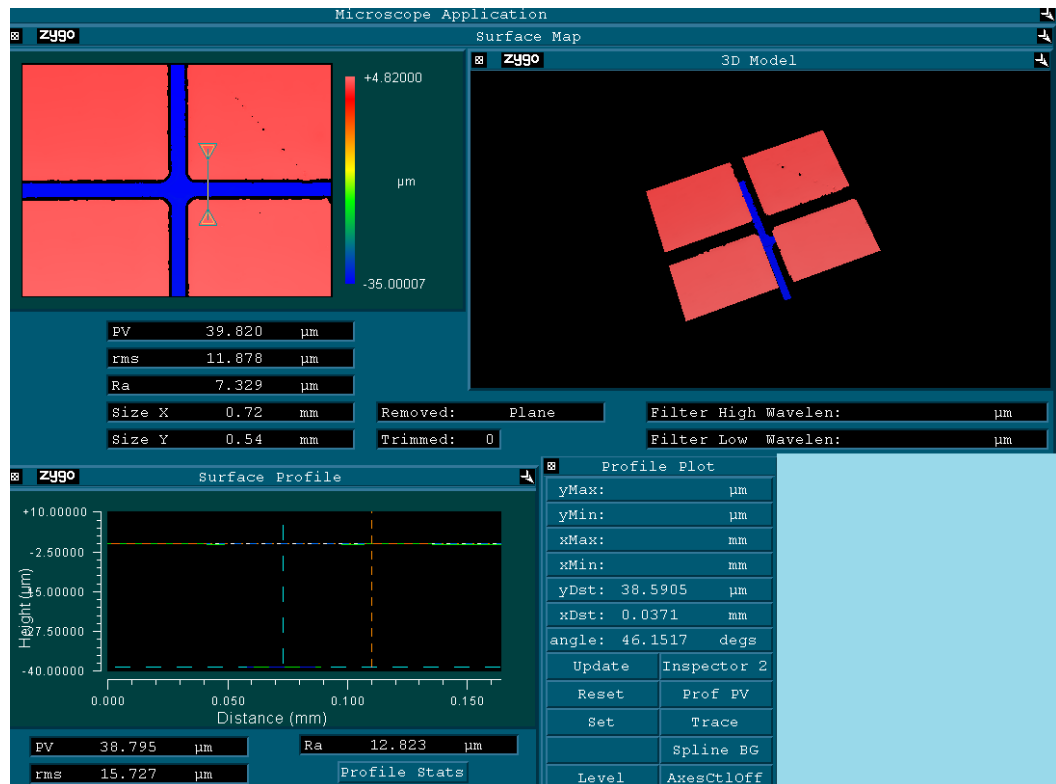 Microscope Application
zygo Surface Map
zygo 3D Model
+4.82000
µm
-35.00007
PV 39.820 µm
rms 11.878 µm
Ra 7.329 µm
Size X 0.72 mm
Size Y 0.54 mm
Removed: Plane
Trimmed: 0
Filter High Wavelen: µm
Filter Low Wavelen: µm
zygo Surface Profile
+10.00000
-2.50000
-15.00000
-27.50000
-40.00000
Height (µm)
0.000 0.050 0.100 0.150
Distance (mm)
PV 38.795 µm
rms 15.727 µm
Ra 12.823 µm
Profile Stats
Profile Plot
yMax: µm
yMin: µm
xMax: mm
xMin: mm
yDst: 38.5905 µm
xDst: 0.0371 mm
angle: 46.1517 degs
Update Inspector 2
Reset Prof PV
Set Trace
Spline BG
Level AxesCtlOff